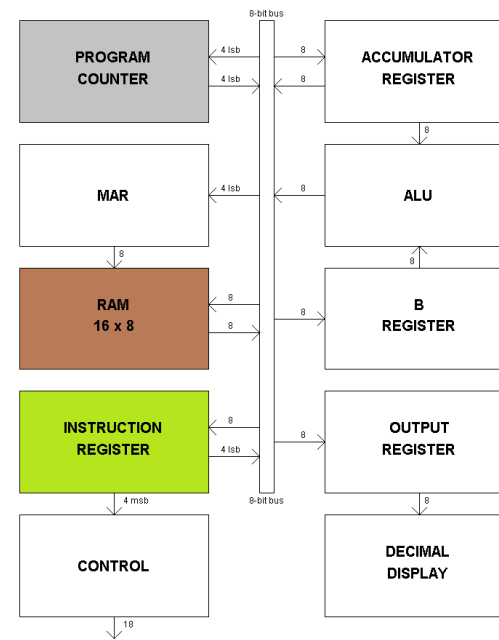 8-bit bus
PROGRAM
COUNTER
4 lsb
4 lsb
8
8
ACCUMULATOR
REGISTER
8
MAR
4 lsb
8
ALU
8
8
RAM
16 x 8
8
8
8
B
REGISTER
INSTRUCTION
REGISTER
8
4 lsb
8
OUTPUT
REGISTER
4 msb
8-bit bus
8
CONTROL
DECIMAL
DISPLAY
18